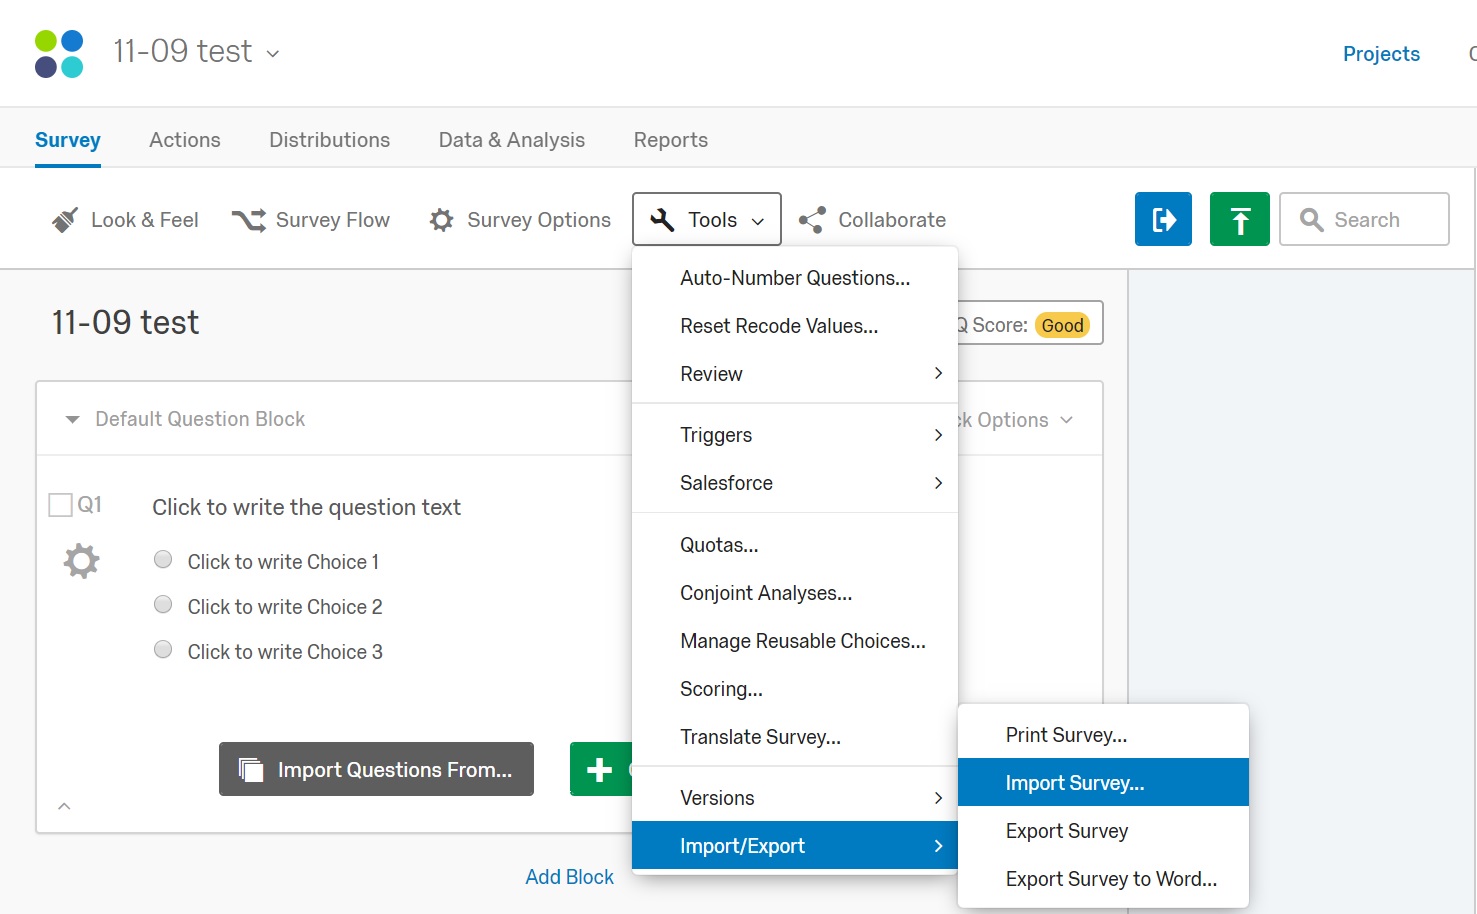 11-09 test
Projects
Survey
Actions
Distributions
Data & Analysis
Reports
Look & Feel
Survey Flow
Survey Options
Tools
Collaborate
Search
11-09 test
Score:
Good
Default Question Block
Options
Q1
Click to write the question text
Click to write Choice 1
Click to write Choice 2
Click to write Choice 3
Import Questions From...
Add Block
Auto-Number Questions...
Reset Recode Values...
Review
Triggers
Salesforce
Quotas...
Conjoint Analyses...
Manage Reusable Choices...
Scoring...
Translate Survey...
Versions
Import/Export
Print Survey...
Import Survey...
Export Survey
Export Survey to Word...